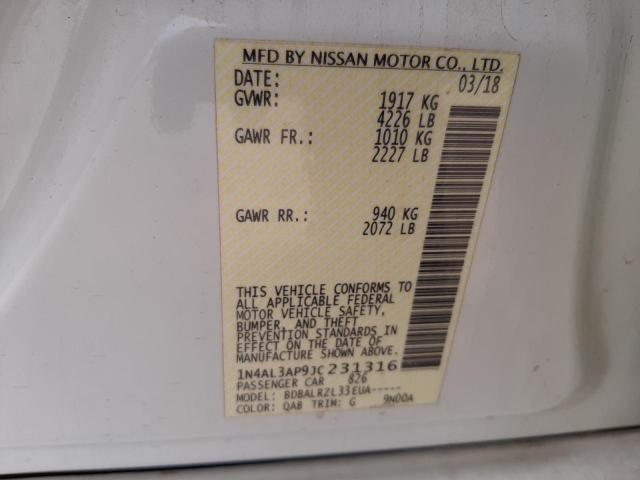 MFD BY NISSAN MOTOR CO., LTD.
DATE: 03/18
GVWR: 1917 KG
4226 LB
GAWR FR.: 1010 KG
2227 LB
GAWR RR.: 940 KG
2072 LB
THIS VEHICLE CONFORMS TO
ALL APPLICABLE FEDERAL
MOTOR VEHICLE SAFETY,
BUMPER, AND THEFT
PREVENTION STANDARDS IN
EFFECT ON THE DATE OF
MANUFACTURE SHOWN ABOVE.
1N4AL3AP9JC231316
PASSENGER CAR 826
MODEL: BDBALRZL33EUA-----
COLOR: QAB TRIM: G 9N00A